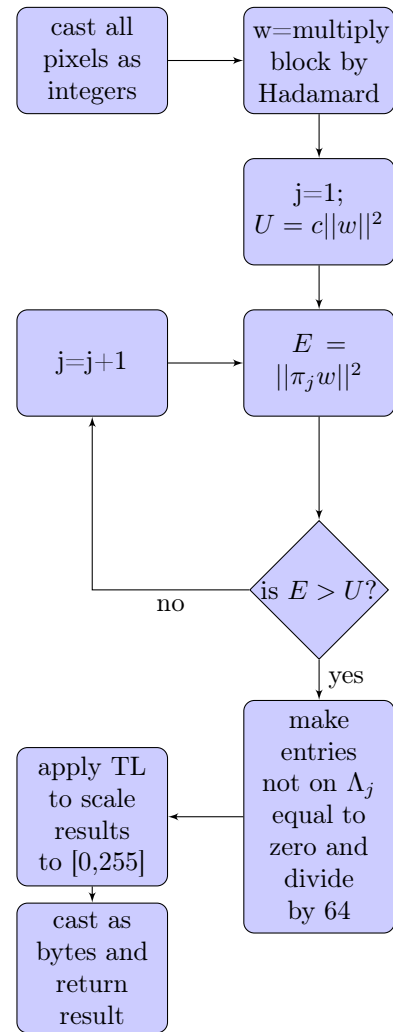 cast all
pixels as
integers
w=multiply
block by
Hadamard
j=1;
$U = c||w||^2$
j=j+1
$E =$
$||\pi_j w||^2$
is $E > U$?
no
yes
make
entries
not on $\Lambda_j$
equal to
zero and
divide
by 64
apply TL
to scale
results
to [0,255]
cast as
bytes and
return
result